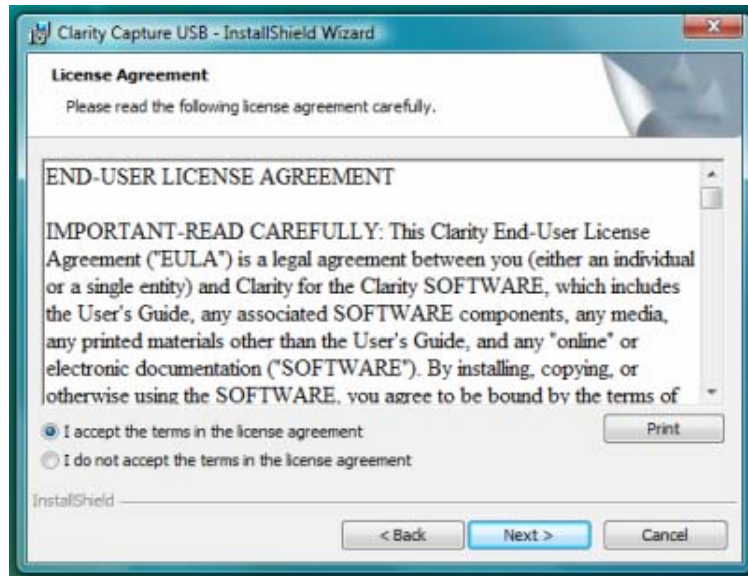 Clarity Capture USB - InstallShield Wizard
License Agreement
Please read the following license agreement carefully.
END-USER LICENSE AGREEMENT
IMPORTANT-READ CAREFULLY: This Clarity End-User License
Agreement ("EULA") is a legal agreement between you (either an individual
or a single entity) and Clarity for the Clarity SOFTWARE, which includes
the User's Guide, any associated SOFTWARE components, any media,
any printed materials other than the User's Guide, and any "online" or
electronic documentation ("SOFTWARE"). By installing, copying, or
otherwise using the SOFTWARE, you agree to be bound by the terms of
I accept the terms in the license agreement
Print
I do not accept the terms in the license agreement
InstallShield
< Back
Next >
Cancel